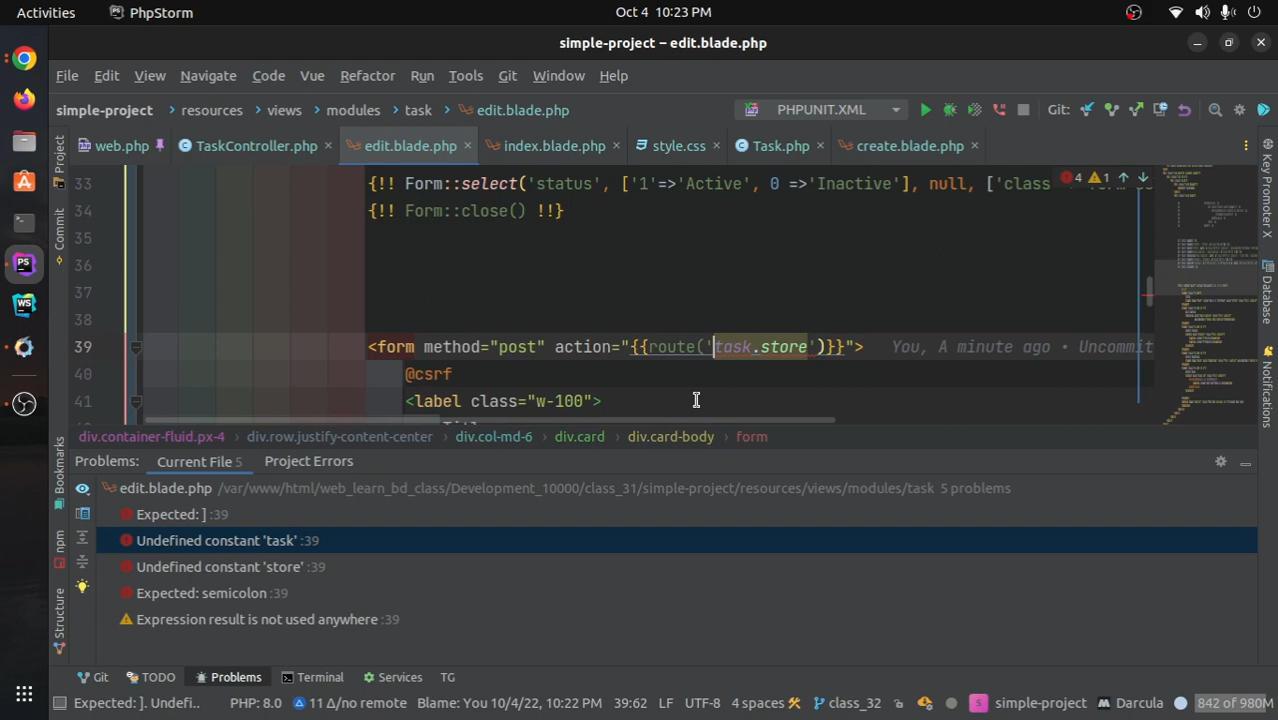 Activities PhpStorm Oct 4 10:23 PM
simple-project – edit.blade.php
File Edit View Navigate Code Vue Refactor Run Tools Git Window Help
simple-project resources views modules task edit.blade.php PHPUNIT.XML Git:
web.php TaskController.php edit.blade.php index.blade.php style.css Task.php create.blade.php
33 {!! Form::select('status', ['1'=>'Active', 0 =>'Inactive'], null, ['class 4 1
34 {!! Form::close() !!}
35
36
37
38
39 <form method="post" action="{{route('task.store')}}}"> You, A minute ago • Uncommit
40 @csrf
41 <label class="w-100">
div.container-fluid.px-4 div.row.justify-content-center div.col-md-6 div.card div.card-body form
Problems: Current File 5 Project Errors
edit.blade.php /var/www/html/web_learn_bd_class/Development_10000/class_31/simple-project/resources/views/modules/task 5 problems
Expected: ] :39
Undefined constant 'task' :39
Undefined constant 'store' :39
Expected: semicolon :39
Expression result is not used anywhere :39
Git TODO Problems Terminal Services TG
Expected: ]. Undefi.. PHP: 8.0 11 Δ/no remote Blame: You 10/4/22, 10:22 PM 39:62 LF UTF-8 4 spaces class_32 simple-project Darcula 842 of 980M
Project
Commit
Bookmarks
npm
Structure
Key Promoter X
Database
Notifications